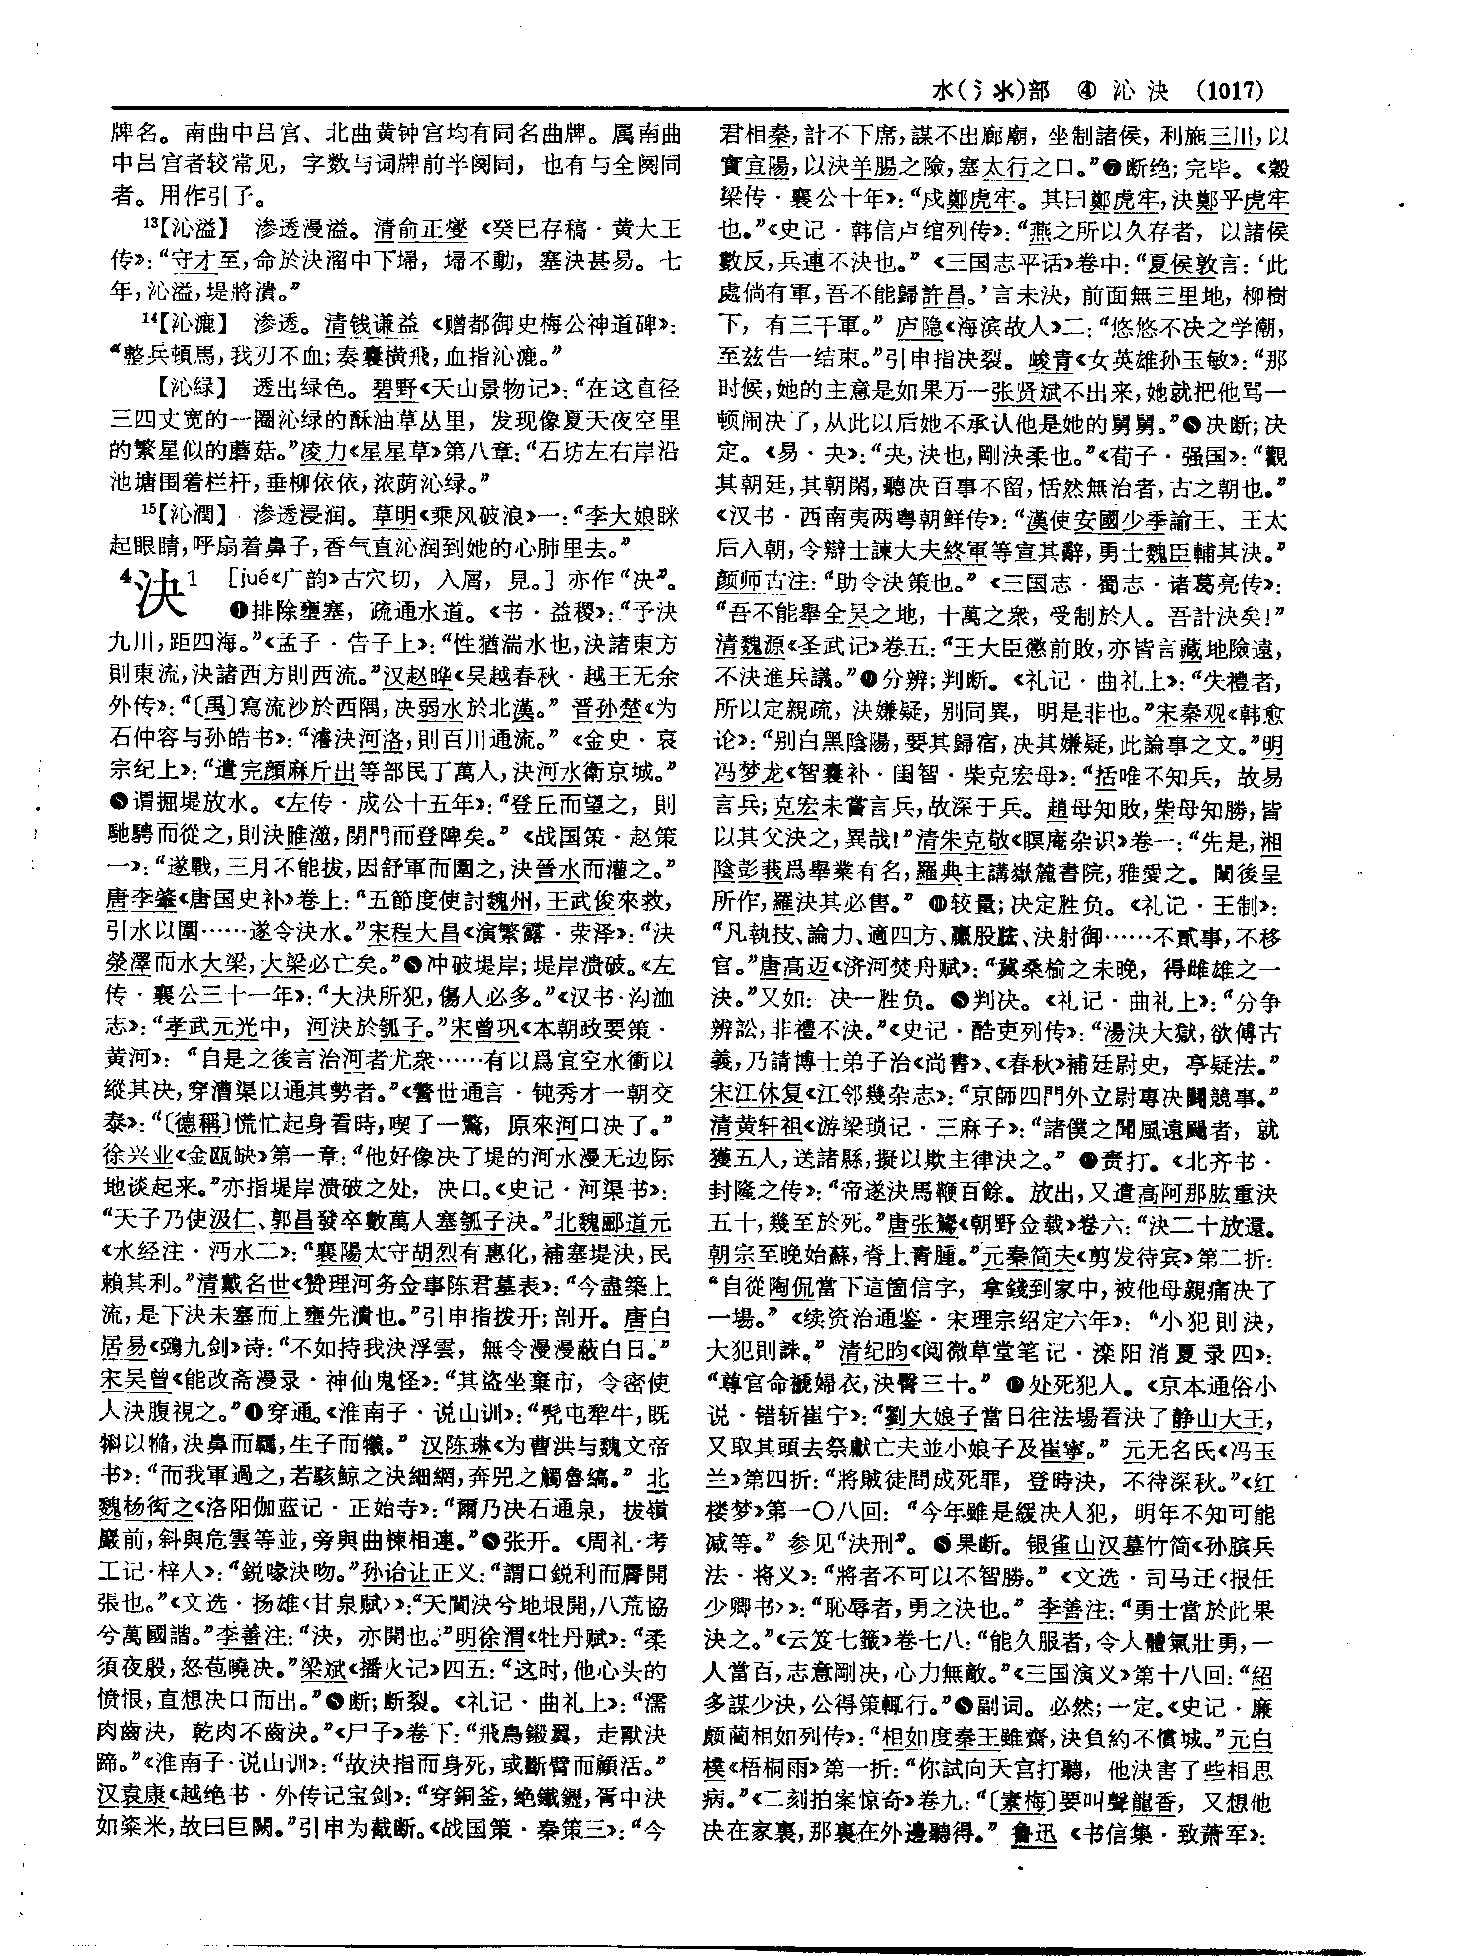 水(氵氺)部 ④ 沁決 (1017)
牌名。南曲中吕宫、北曲黄钟宫均有同名曲牌。属南曲
中吕宫者较常见，字数与词牌前半阕同，也有与全阕同
者。用作引子。
13【沁溢】 渗透漫溢。清俞正燮《癸巳存稿·黄大王
传》：“守才至，命於決溜中下埽，埽不動，塞決甚易。七
年，沁溢，堤將潰。”
14【沁漉】 渗透。清钱谦益《赠都御史梅公神道碑》：
“整兵頓馬，我刃不血；奏囊横飛，血指沁漉。”
【沁绿】 透出绿色。碧野《天山景物记》：“在这直径
三四丈宽的一圈沁绿的酥油草丛里，发现像夏天夜空里
的繁星似的蘑菇。”凌力《星星草》第八章：“石坊左右岸沿
池塘围着栏杆，垂柳依依，浓荫沁绿。”
15【沁潤】 渗透浸润。草明《乘风破浪》一：“李大娘眯
起眼睛，呼扇着鼻子，香气直沁润到她的心肺里去。”
4決1 ［jué《广韵》古穴切，入屑，見。］亦作“决”。
❶排除壅塞，疏通水道。《书·益稷》：“予決
九川，距四海。”《孟子·告子上》：“性猶湍水也，決諸東方
則東流，決諸西方則西流。”汉赵晔《吴越春秋·越王无余
外传》：“〔禹〕寫流沙於西隅，決弱水於北漢。”晋孙楚《为
石仲容与孙皓书》：“濬決河洛，則百川通流。”《金史·哀
宗纪上》：“遣完顔麻斤出等部民丁萬人，決河水衛京城。”
❷谓掘堤放水。《左传·成公十五年》：“登丘而望之，則
馳騁而從之，則決睢澨，閉門而登陴矣。”《战国策·赵策
一》：“遂戰，三月不能拔，因舒軍而圍之，決晉水而灌之。”
唐李肇《唐国史补》卷上：“五節度使討魏州，王武俊來救，
引水以圍……遂令決水。”宋程大昌《演繁露·荥泽》：“決
滎澤而水大梁，大梁必亡矣。”❸冲破堤岸；堤岸溃破。《左
传·襄公三十一年》：“大決所犯，傷人必多。”《汉书·沟洫
志》：“孝武元光中，河決於瓠子。”宋曾巩《本朝政要策·
黄河》：“自是之後言治河者尤衆……有以爲宜空水衝以
縱其決，穿漕渠以通其勢者。”《警世通言·钝秀才一朝交
泰》：“〔德稱〕慌忙起身看時，喫了一驚，原來河口决了。”
徐兴业《金瓯缺》第一章：“他好像决了堤的河水漫无边际
地谈起来。”亦指堤岸溃破之处，决口。《史记·河渠书》：
“天子乃使汲仁、郭昌發卒數萬人塞瓠子決。”北魏郦道元
《水经注·沔水二》：“襄陽太守胡烈有惠化，補塞堤決，民
賴其利。”清戴名世《赞理河务佥事陈君墓表》：“今盡築上
流，是下決未塞而上壅先潰也。”引申指拨开；剖开。唐白
居易《鵶九剑》诗：“不如持我決浮雲，無令漫漫蔽白日。”
宋吴曾《能改斋漫录·神仙鬼怪》：“其盗坐棄市，令密使
人決腹視之。”❹穿通。《淮南子·说山训》：“髡屯犂牛，既
㸹以㹊，決鼻而羈，生子而犧。”汉陈琳《为曹洪与魏文帝
书》：“而我軍過之，若駭鯨之決細網，奔兕之觸魯縞。”北
魏杨衒之《洛阳伽蓝记·正始寺》：“爾乃決石通泉，拔嶺
巖前，斜與危雲等並，旁與曲棟相連。”❺张开。《周礼·考
工记·梓人》：“鋭喙決吻。”孙诒让正义：“謂口鋭利而脣開
張也。”《文选·扬雄〈甘泉赋〉》：“天閫決兮地垠開，八荒協
兮萬國諧。”李善注：“決，亦開也。”明徐渭《牡丹赋》：“柔
須夜殷，怒苞曉決。”梁斌《播火记》四五：“这时，他心头的
愤恨，直想决口而出。”❻断；断裂。《礼记·曲礼上》：“濡
肉齒決，乾肉不齒決。”《尸子》卷下：“飛鳥鎩翼，走獸決
蹄。”《淮南子·说山训》：“故決指而身死，或斷臂而顧活。”
汉袁康《越绝书·外传记宝剑》：“穿銅釜，絶鐵鑩，胥中決
如粢米，故曰巨闕。”引申为截断。《战国策·秦策三》：“今
君相秦，計不下席，謀不出廊廟，坐制諸侯，利施三川，以
實宜陽，以決羊腸之險，塞太行之口。”❼断绝；完毕。《穀
梁传·襄公十年》：“戍鄭虎牢。其曰鄭虎牢，決鄭乎虎牢
也。”《史记·韩信卢绾列传》：“燕之所以久存者，以諸侯
數反，兵連不決也。”《三国志平话》卷中：“夏侯敦言：‘此
處倘有軍，吾不能歸許昌。’言未決，前面無三里地，柳樹
下，有三千軍。”庐隐《海滨故人》二：“悠悠不决之学潮，
至兹告一结束。”引申指决裂。峻青《女英雄孙玉敏》：“那
时候，她的主意是如果万一张贤斌不出来，她就把他骂一
顿闹决了，从此以后她不承认他是她的舅舅。”❽决断；决
定。《易·夬》：“夬，決也，剛決柔也。”《荀子·强国》：“觀
其朝廷，其朝閑，聽決百事不留，恬然無治者，古之朝也。”
《汉书·西南夷两粤朝鲜传》：“漢使安國少季諭王、王太
后入朝，令辯士諫大夫終軍等宣其辭，勇士魏臣輔其決。”
颜师古注：“助令決策也。”《三国志·蜀志·诸葛亮传》：
“吾不能舉全吴之地，十萬之衆，受制於人。吾計決矣！”
清魏源《圣武记》卷五：“王大臣懲前敗，亦皆言藏地險遠，
不決進兵議。”❾分辨；判断。《礼记·曲礼上》：“夫禮者，
所以定親疏，決嫌疑，别同異，明是非也。”宋秦观《韩愈
论》：“别白黑陰陽，要其歸宿，決其嫌疑，此論事之文。”明
冯梦龙《智囊补·闺智·柴克宏母》：“括唯不知兵，故易
言兵；克宏未嘗言兵，故深于兵。趙母知敗，柴母知勝，皆
以其父決之，異哉！”清朱克敬《暝庵杂识》卷一：“先是，湘
陰彭莪爲舉業有名，羅典主講嶽麓書院，雅愛之。闈後呈
所作，羅決其必售。”❿较量；决定胜负。《礼记·王制》：
“凡執技、論力、適四方、臝股肱、決射御……不貳事，不移
官。”唐高迈《济河焚舟赋》：“冀桑榆之未晚，得雌雄之一
決。”又如：决一胜负。⓫判决。《礼记·曲礼上》：“分争
辨訟，非禮不決。”《史记·酷吏列传》：“湯決大獄，欲傅古
義，乃請博士弟子治《尚書》、《春秋》補廷尉史，亭疑法。”
宋江休复《江邻幾杂志》：“京師四門外立尉專決鬭競事。”
清黄轩祖《游梁琐记·三麻子》：“諸僕之聞風遠颺者，就
獲五人，送諸縣，擬以欺主律決之。”⓬责打。《北齐书·
封隆之传》：“帝遂決馬鞭百餘。放出，又遣高阿那肱重決
五十，幾至於死。”唐张鷟《朝野佥载》卷六：“決二十放還。
朝宗至晚始蘇，脊上青腫。”元秦简夫《剪发待宾》第二折：
“自從陶侃當下這箇信字，拿錢到家中，被他母親痛决了
一場。”《续资治通鉴·宋理宗绍定六年》：“小犯則決，
大犯則誅。”清纪昀《阅微草堂笔记·滦阳消夏录四》：
“尊官命褫婦衣，決臀三十。”⓭处死犯人。《京本通俗小
说·错斩崔宁》：“劉大娘子當日往法場看決了静山大王，
又取其頭去祭獻亡夫並小娘子及崔寧。”元无名氏《冯玉
兰》第四折：“將賊徒問成死罪，登時決，不待深秋。”《红
楼梦》第一〇八回：“今年雖是緩决人犯，明年不知可能
减等。”参见“決刑”。⓮果断。银雀山汉墓竹简《孙膑兵
法·将义》：“將者不可以不智勝。”《文选·司马迁〈报任
少卿书〉》：“恥辱者，勇之決也。”李善注：“勇士當於此果
決之。”《云笈七籤》卷七八：“能久服者，令人體氣壯勇，一
人當百，志意剛決，心力無敵。”《三国演义》第十八回：“紹
多謀少決，公得策輒行。”⓯副词。必然；一定。《史记·廉
颇蔺相如列传》：“相如度秦王雖齋，決負約不償城。”元白
樸《梧桐雨》第一折：“你試向天宫打聽，他決害了些相思
病。”《二刻拍案惊奇》卷九：“〔素梅〕要叫聲龍香，又想他
决在家裏，那裏在外邊聽得。”鲁迅《书信集·致萧军》：